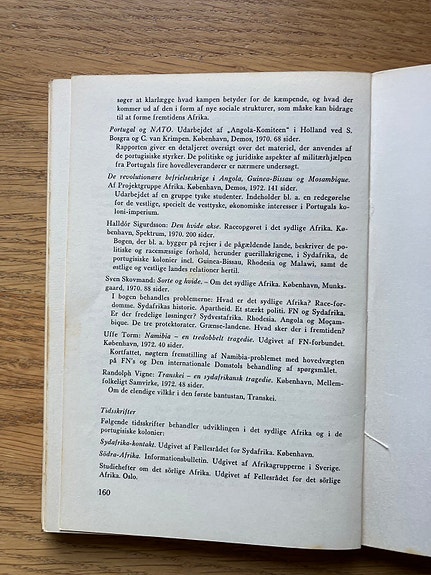 søger at klarlægge hvad kampen betyder for de kæmpende, og hvad der
kommer ud af den i form af nye sociale strukturer, som måske kan bidrage
til at forme fremtidens Afrika.
Portugal og NATO. Udarbejdet af „Angola-Komiteen“ i Holland ved S.
Bosgra og C. van Krimpen. København, Demos, 1970. 68 sider.
Rapporten giver en detaljeret oversigt over det materiel, der anvendes af
de portugisiske styrker. De politiske og juridiske aspekter af militærhjælpen
fra Portugals fire hovedleverandører er nærmere omtalt.
De revolutionære befrielseskrige i Angola, Guinea-Bissau og Mosambique.
Af Projektgruppe Afrika. København, Demos, 1972. 141 sider.
Udarbejdet af en gruppe tyske studenter. Indeholder bl. a. en redegørelse
for de vestlige, specielt de vesttyske, økonomiske interesser i Portugals ko-
loni-imperium.
Halldór Sigurdsson: Den hvide akse. Raceopgøret i det sydlige Afrika. Kø-
benhavn, Spektrum, 1970. 200 sider.
Bogen, der bl. a. bygger på rejser i de pågældende lande, beskriver de po-
litiske og racemæssige forhold, herunder guerillakrigene, i Sydafrika, de
portugisiske kolonier incl. Guinea-Bissau, Rhodesia og Malawi, samt de
østlige og vestlige landes relationer hertil.
Sven Skovmand: Sorte og hvide. – Om det sydlige Afrika. København, Munks-
gaard, 1970. 88 sider.
I bogen behandles problemerne: Hvad er det sydlige Afrika? Race-for-
domme. Sydafrikas historie. Apartheid. Et stærkt politi. FN og Sydafrika.
Er der fredelige løsninger? Sydvestafrika. Rhodesia, Angola og Moçam-
bique. De tre protektorater. Grænse-landene. Hvad sker der i fremtiden?
Uffe Torm: Namibia – en tredobbelt tragedie. Udgivet af FN-forbundet.
København, 1972. 40 sider.
Kortfattet, nøgtern fremstilling af Namibia-problemet med hovedvægten
på FN's og Den internationale Domstols behandling af spørgsmålet.
Randolph Vigne: Transkei – en sydafrikansk tragedie. København, Mellem-
folkeligt Samvirke, 1972. 48 sider.
Om de elendige vilkår i den første bantustan, Transkei.
Tidsskrifter
Følgende tidsskrifter behandler udviklingen i det sydlige Afrika og i de
portugisiske kolonier:
Sydafrika-kontakt. Udgivet af Fællesrådet for Sydafrika. København.
Södra-Afrika. Informationsbulletin. Udgivet af Afrikagrupperne i Sverige.
Studiehefter om det sörlige Afrika. Udgivet af Fellesrådet for det sörlige
Afrika. Oslo.
160